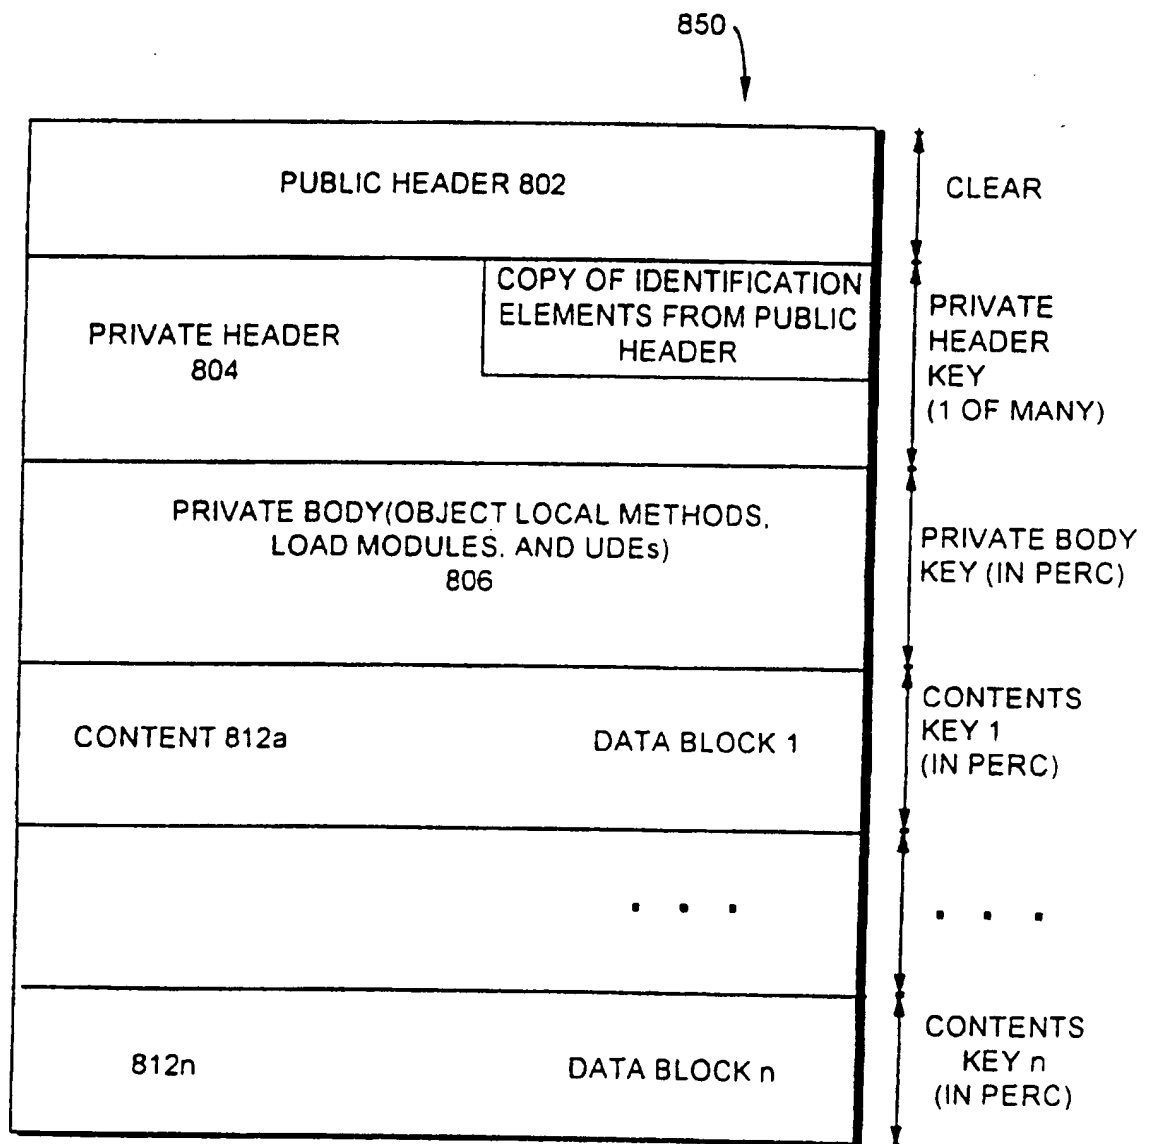 850
PUBLIC HEADER 802
CLEAR
COPY OF IDENTIFICATION
ELEMENTS FROM PUBLIC
HEADER
PRIVATE HEADER
804
PRIVATE
HEADER
KEY
(1 OF MANY)
PRIVATE BODY(OBJECT LOCAL METHODS,
LOAD MODULES, AND UDEs)
806
PRIVATE BODY
KEY (IN PERC)
CONTENT 812a
DATA BLOCK 1
CONTENTS
KEY 1
(IN PERC)
. . .
. . .
812n
DATA BLOCK n
CONTENTS
KEY n
(IN PERC)